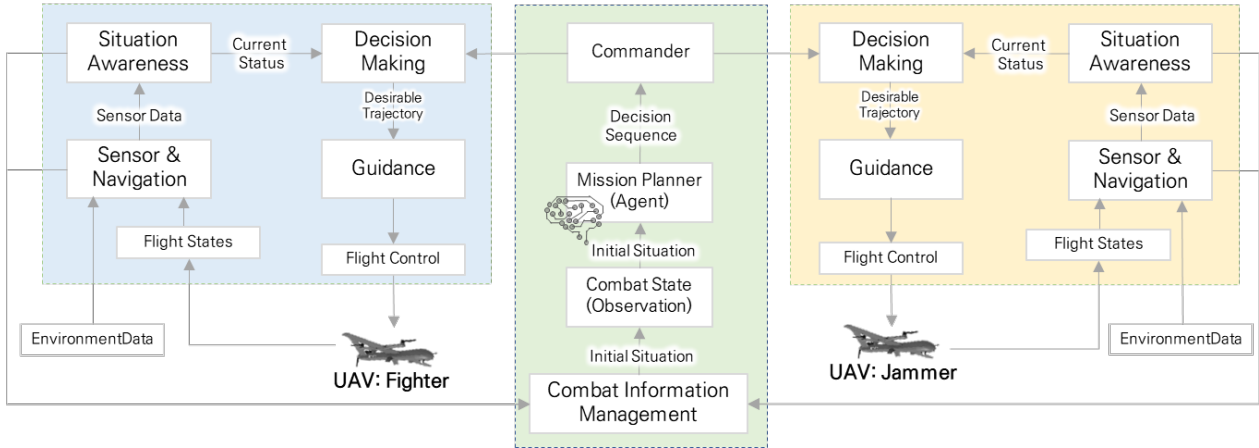 Situation
Awareness
Current
Status
Decision
Making
Desirable
Trajectory
Sensor Data
Sensor &
Navigation
Guidance
Flight States
Flight Control
EnvironmentData
UAV: Fighter
Commander
Decision
Sequence
Mission Planner
(Agent)
Initial Situation
Combat State
(Observation)
Initial Situation
Combat Information
Management
Decision
Making
Current
Status
Situation
Awareness
Desirable
Trajectory
Sensor Data
Guidance
Sensor &
Navigation
Flight States
Flight Control
EnvironmentData
UAV: Jammer